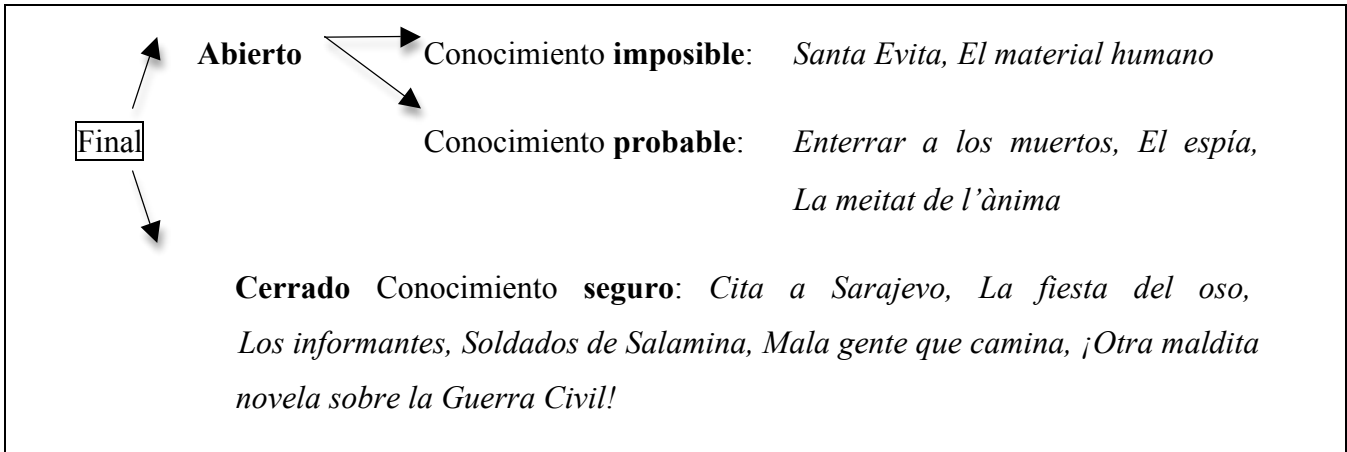 Abierto Conocimiento imposible: Santa Evita, El material humano
Final Conocimiento probable: Enterrar a los muertos, El espía,
La meitat de l’ànima
Cerrado Conocimiento seguro: Cita a Sarajevo, La fiesta del oso,
Los informantes, Soldados de Salamina, Mala gente que camina, ¡Otra maldita
novela sobre la Guerra Civil!